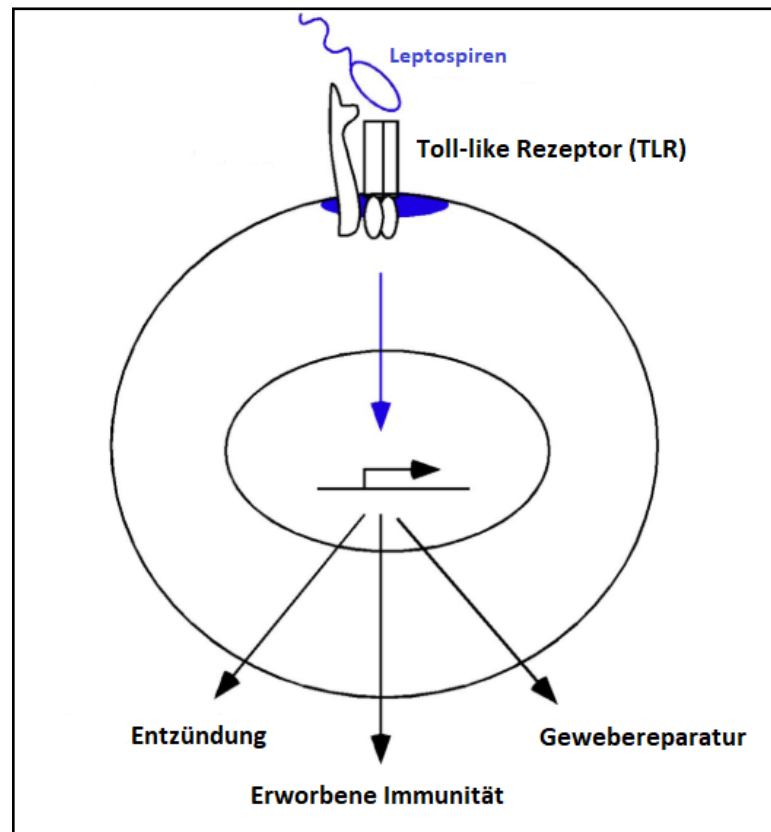 Leptospiren
Toll-like Rezeptor (TLR)
Entzündung
Gewebereparatur
Erworbene Immunität